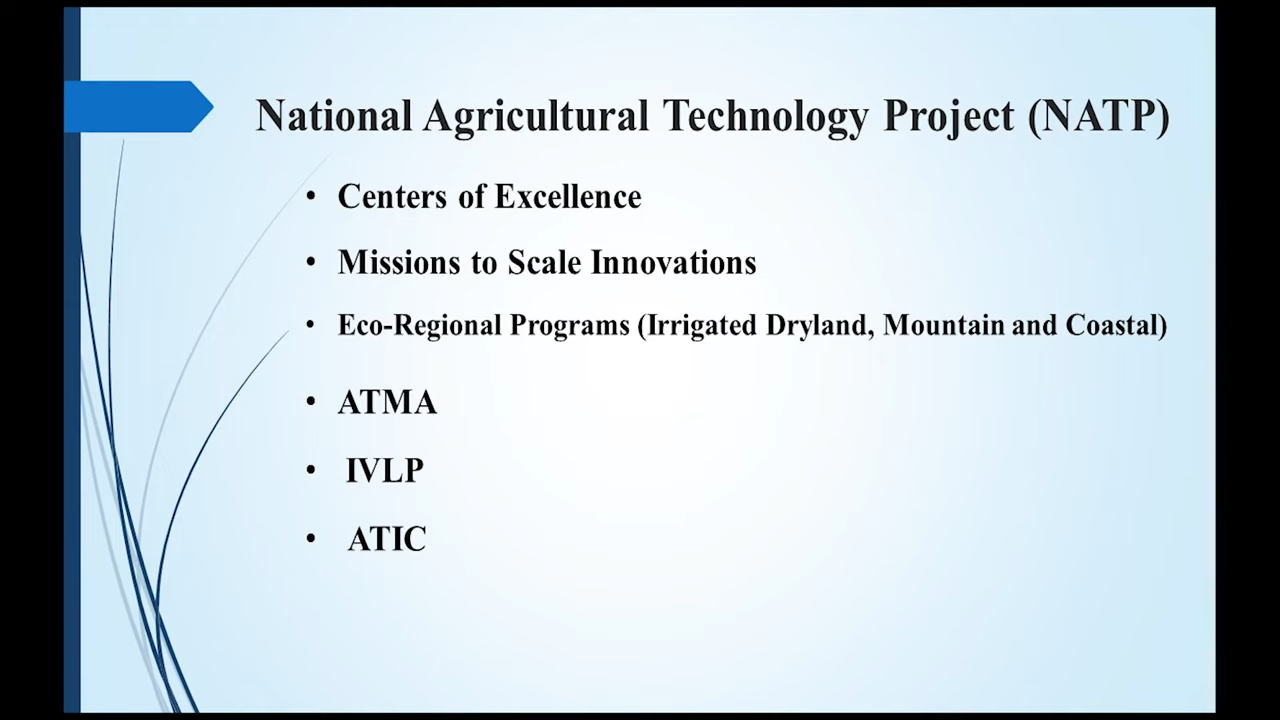 National Agricultural Technology Project (NATP)
• Centers of Excellence
• Missions to Scale Innovations
• Eco-Regional Programs (Irrigated Dryland, Mountain and Coastal)
• ATMA
• IVLP
• ATIC